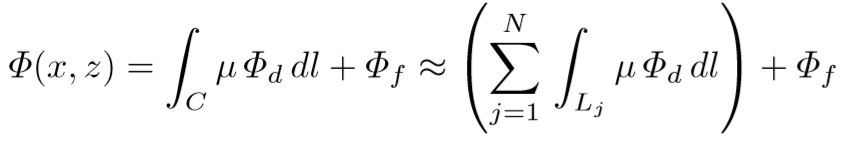 Φ(x, z) = ∫_C μ Φ_d dl + Φ_f ≈ ( ∑_{j=1}^{N} ∫_{L_j} μ Φ_d dl ) + Φ_f